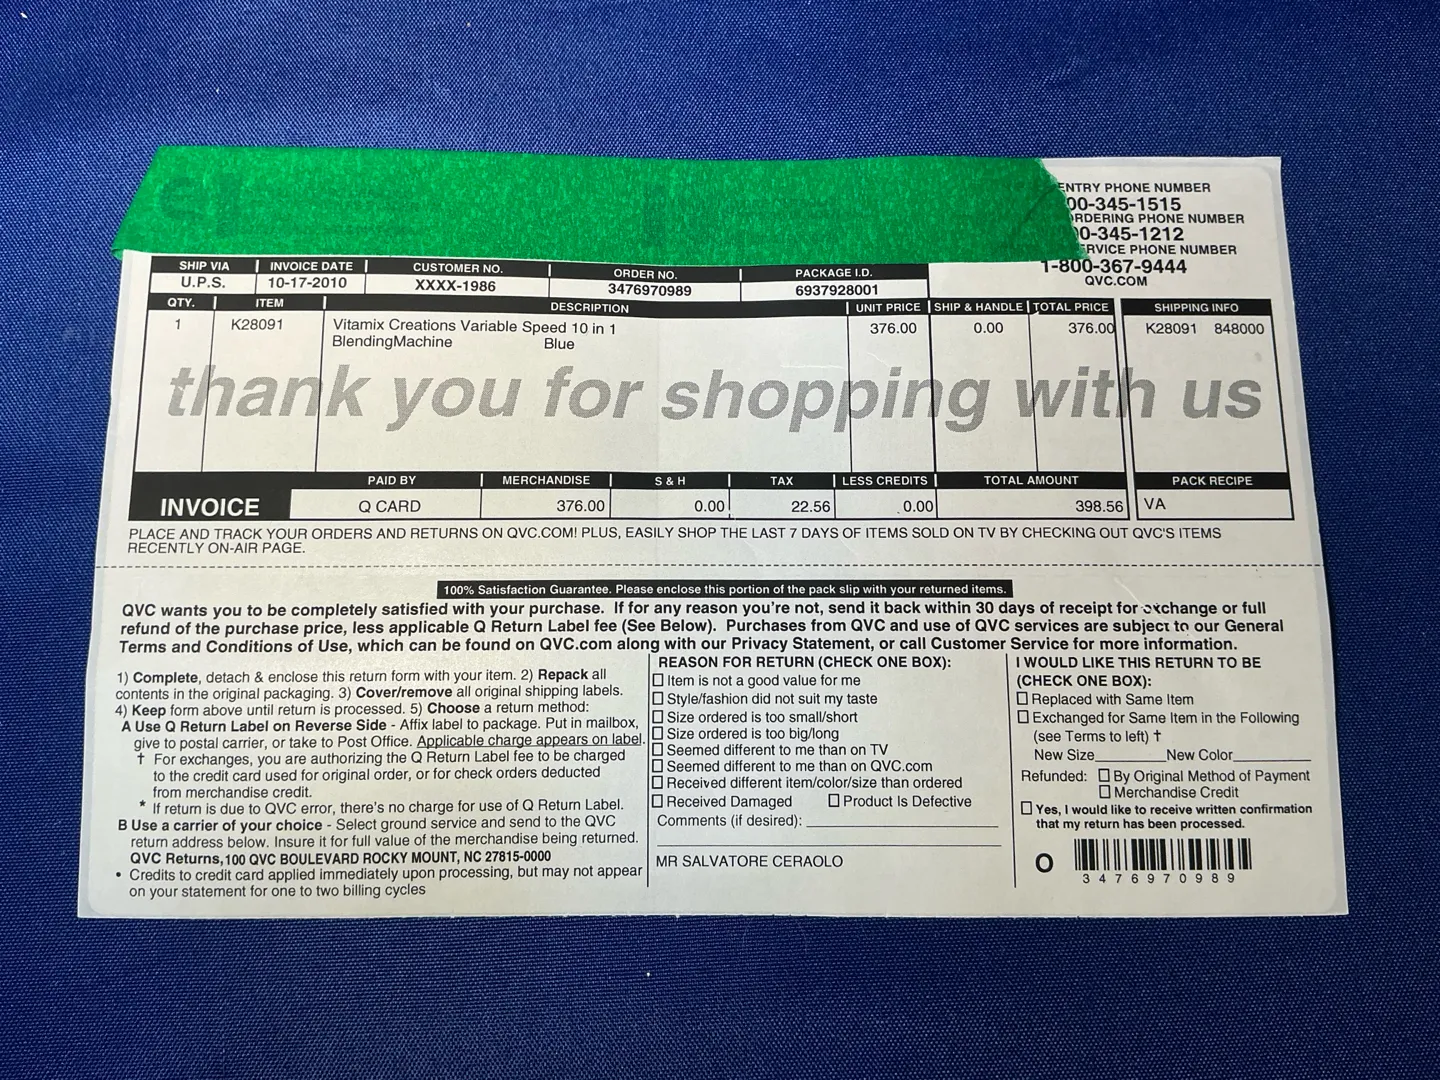 ENTRY PHONE NUMBER
00-345-1515
RDERING PHONE NUMBER
0-345-1212
RVICE PHONE NUMBER
1-800-367-9444
QVC.COM
SHIP VIA INVOICE DATE CUSTOMER NO. ORDER NO. PACKAGE I.D.
U.P.S. 10-17-2010 XXXX-1986 3476970989 6937928001
QTY. ITEM DESCRIPTION UNIT PRICE SHIP & HANDLE TOTAL PRICE SHIPPING INFO
1 K28091 Vitamix Creations Variable Speed 10 in 1 376.00 0.00 376.00 K28091 848000
BlendingMachine Blue
thank you for shopping with us
PAID BY MERCHANDISE S & H TAX LESS CREDITS TOTAL AMOUNT PACK RECIPE
INVOICE Q CARD 376.00 0.00 22.56 0.00 398.56 VA
PLACE AND TRACK YOUR ORDERS AND RETURNS ON QVC.COM! PLUS, EASILY SHOP THE LAST 7 DAYS OF ITEMS SOLD ON TV BY CHECKING OUT QVC'S ITEMS
RECENTLY ON-AIR PAGE.
100% Satisfaction Guarantee. Please enclose this portion of the pack slip with your returned items.
QVC wants you to be completely satisfied with your purchase. If for any reason you're not, send it back within 30 days of receipt for exchange or full
refund of the purchase price, less applicable Q Return Label fee (See Below). Purchases from QVC and use of QVC services are subject to our General
Terms and Conditions of Use, which can be found on QVC.com along with our Privacy Statement, or call Customer Service for more information.
1) Complete, detach & enclose this return form with your item. 2) Repack all
contents in the original packaging. 3) Cover/remove all original shipping labels.
4) Keep form above until return is processed. 5) Choose a return method:
A Use Q Return Label on Reverse Side - Affix label to package. Put in mailbox,
give to postal carrier, or take to Post Office. Applicable charge appears on label.
† For exchanges, you are authorizing the Q Return Label fee to be charged
to the credit card used for original order, or for check orders deducted
from merchandise credit.
* If return is due to QVC error, there's no charge for use of Q Return Label.
B Use a carrier of your choice - Select ground service and send to the QVC
return address below. Insure it for full value of the merchandise being returned.
QVC Returns, 100 QVC BOULEVARD ROCKY MOUNT, NC 27815-0000
• Credits to credit card applied immediately upon processing, but may not appear
on your statement for one to two billing cycles
REASON FOR RETURN (CHECK ONE BOX):
Item is not a good value for me
Style/fashion did not suit my taste
Size ordered is too small/short
Size ordered is too big/long
Seemed different to me than on TV
Seemed different to me than on QVC.com
Received different item/color/size than ordered
Received Damaged Product Is Defective
Comments (if desired):
MR SALVATORE CERAOLO
I WOULD LIKE THIS RETURN TO BE
(CHECK ONE BOX):
Replaced with Same Item
Exchanged for Same Item in the Following
(see Terms to left) †
New Size New Color
Refunded: By Original Method of Payment
Merchandise Credit
Yes, I would like to receive written confirmation
that my return has been processed.
O
3476970989